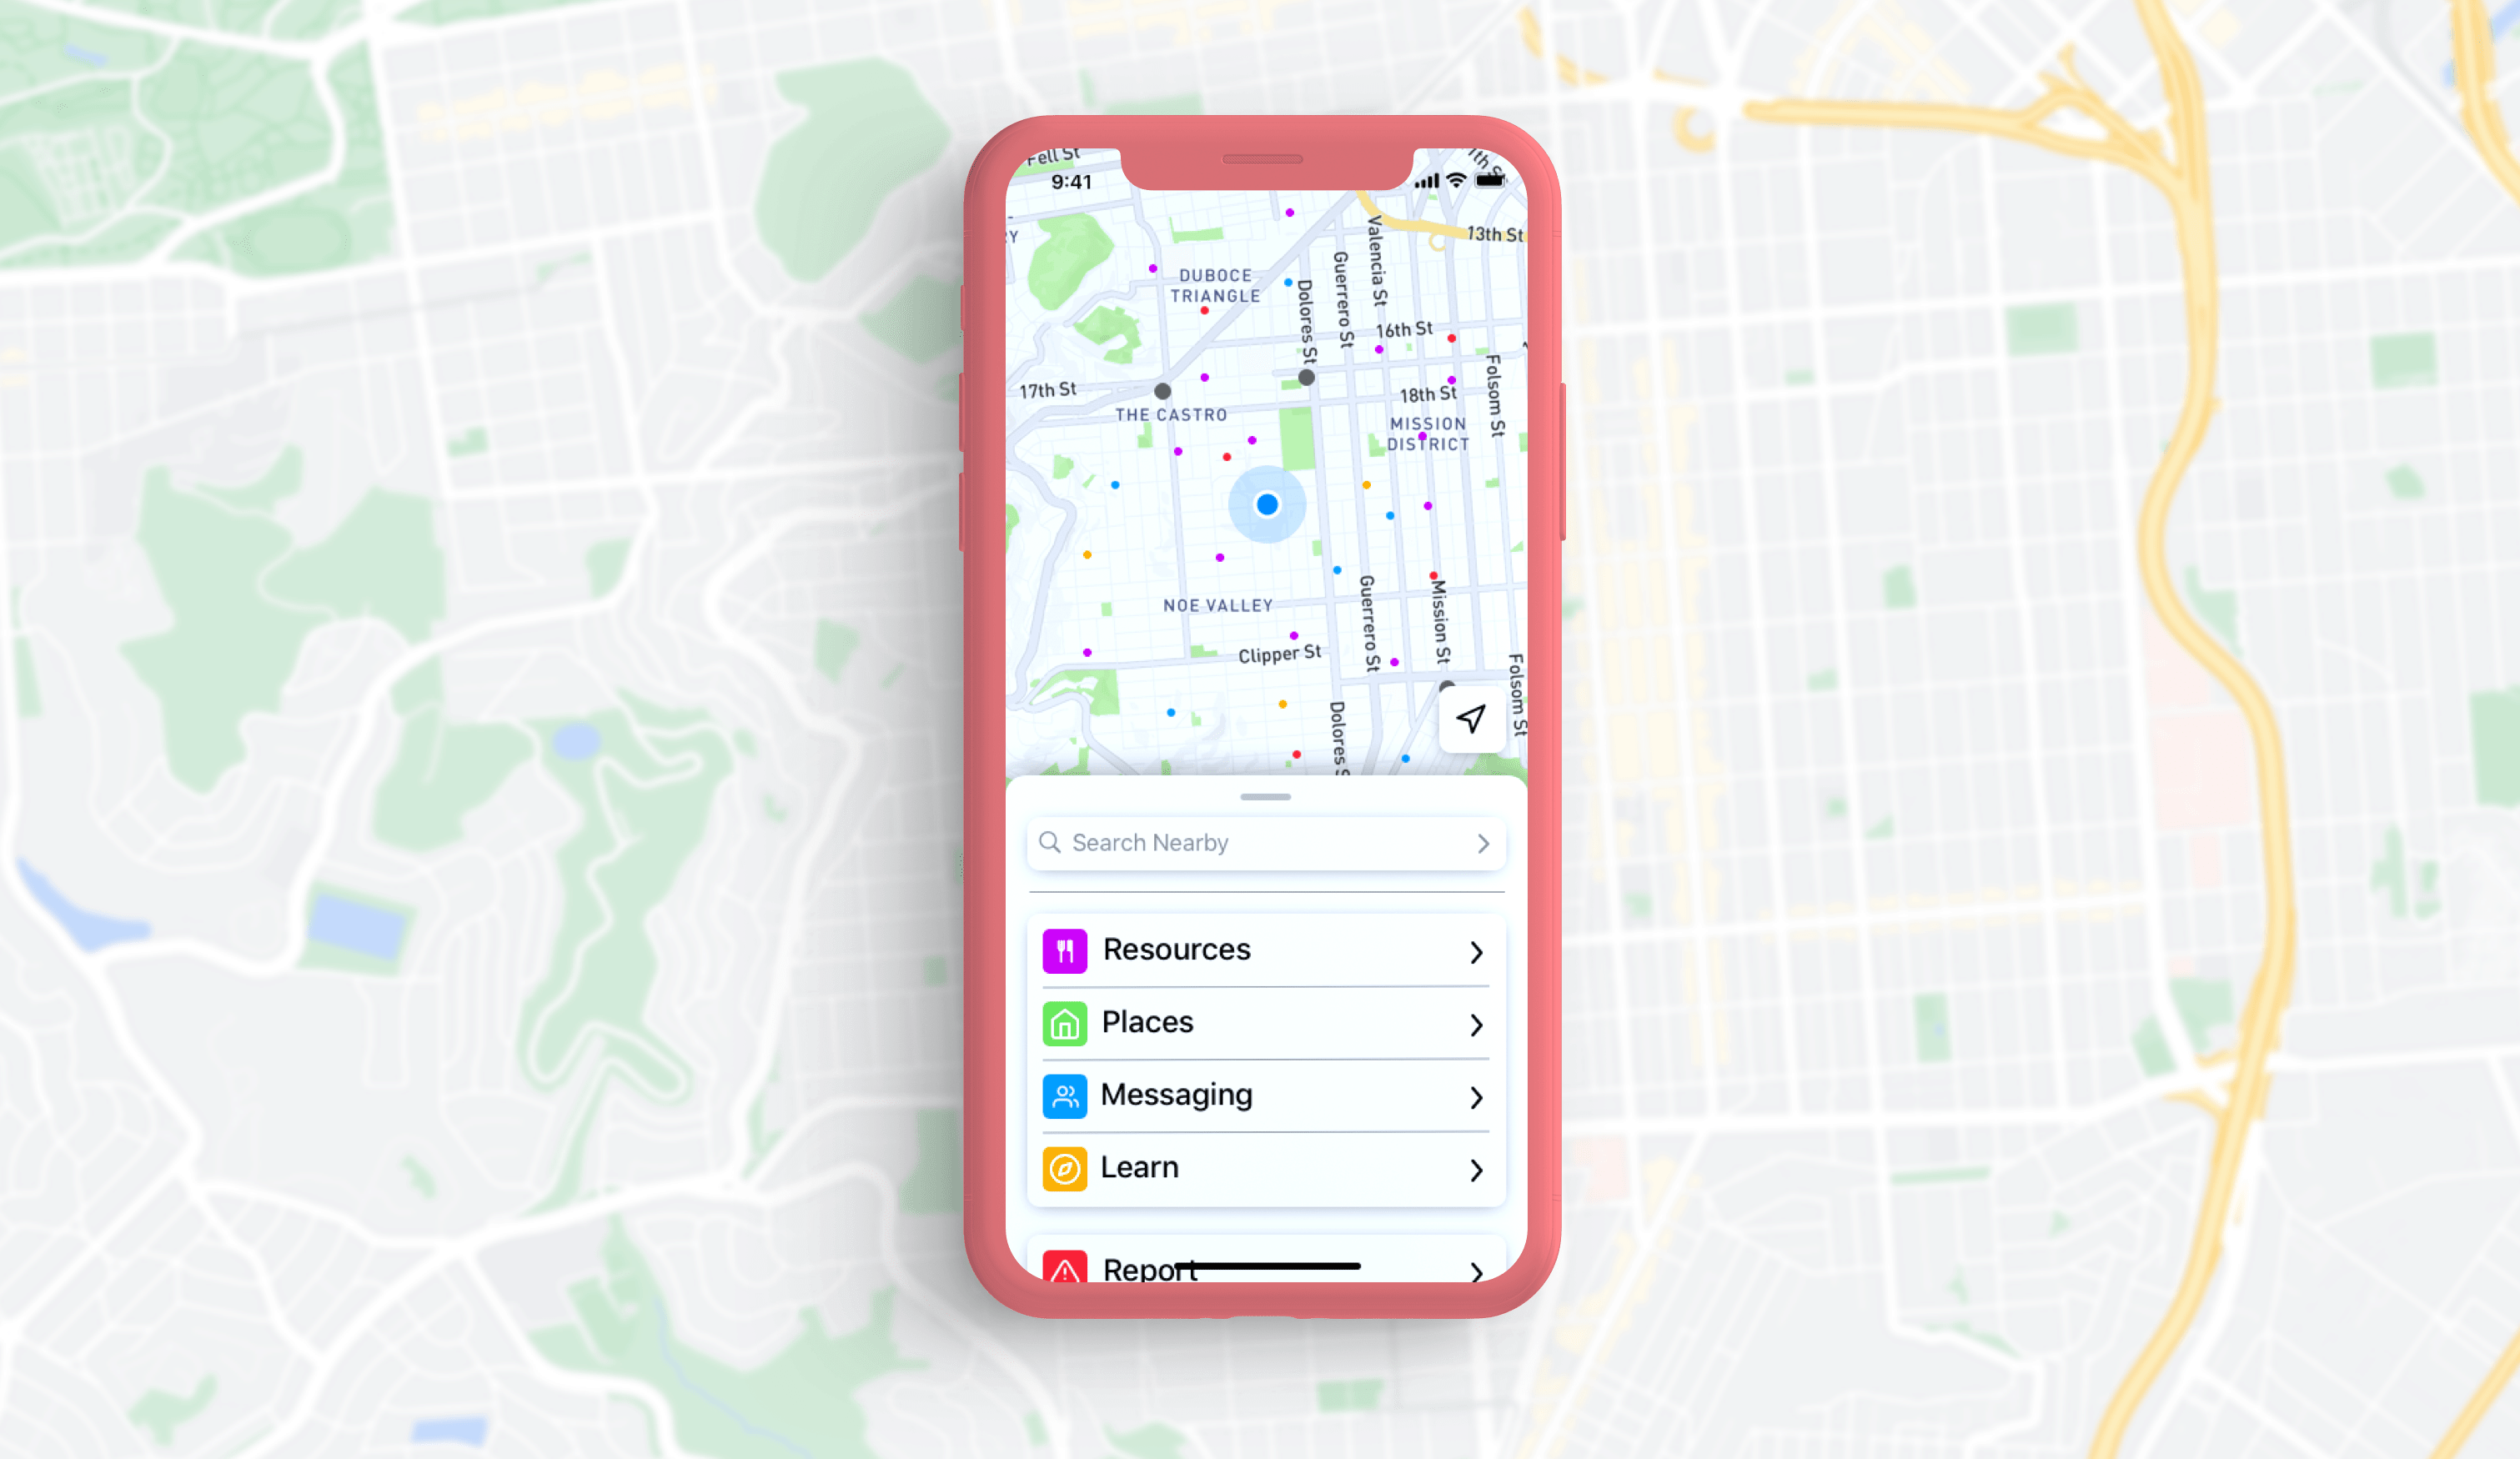 Fell St
9:41
13th St
Valencia St
Guerrero St
DUBOCE
TRIANGLE
Dolores St
16th St
17th St
18th St
Folsom St
THE CASTRO
MISSION
DISTRICT
NOE VALLEY
Guerrero St
Mission St
Clipper St
Folsom St
Dolores S
Search Nearby
Resources
Places
Messaging
Learn
Report